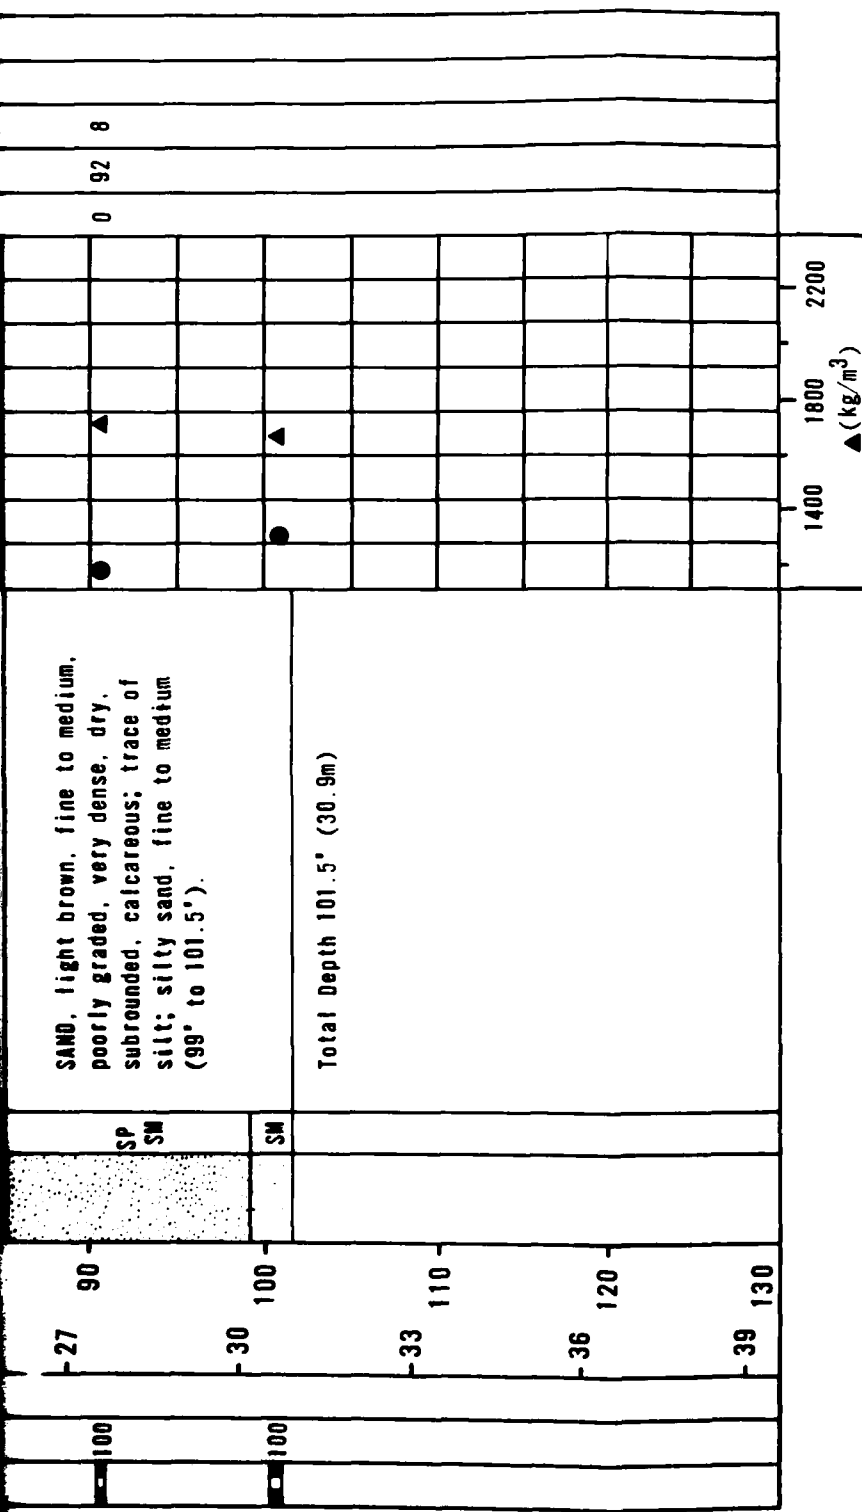 100
100
27
30
33
36
39
90
100
110
120
130
SP
SM
SM
SAND, light brown, fine to medium,
poorly graded, very dense, dry,
subrounded, calcareous; trace of
silt; silty sand, fine to medium
(99' to 101.5').
Total Depth 101.5' (30.9m)
1400 1800 2200
▲(kg/m³)
0 92 8